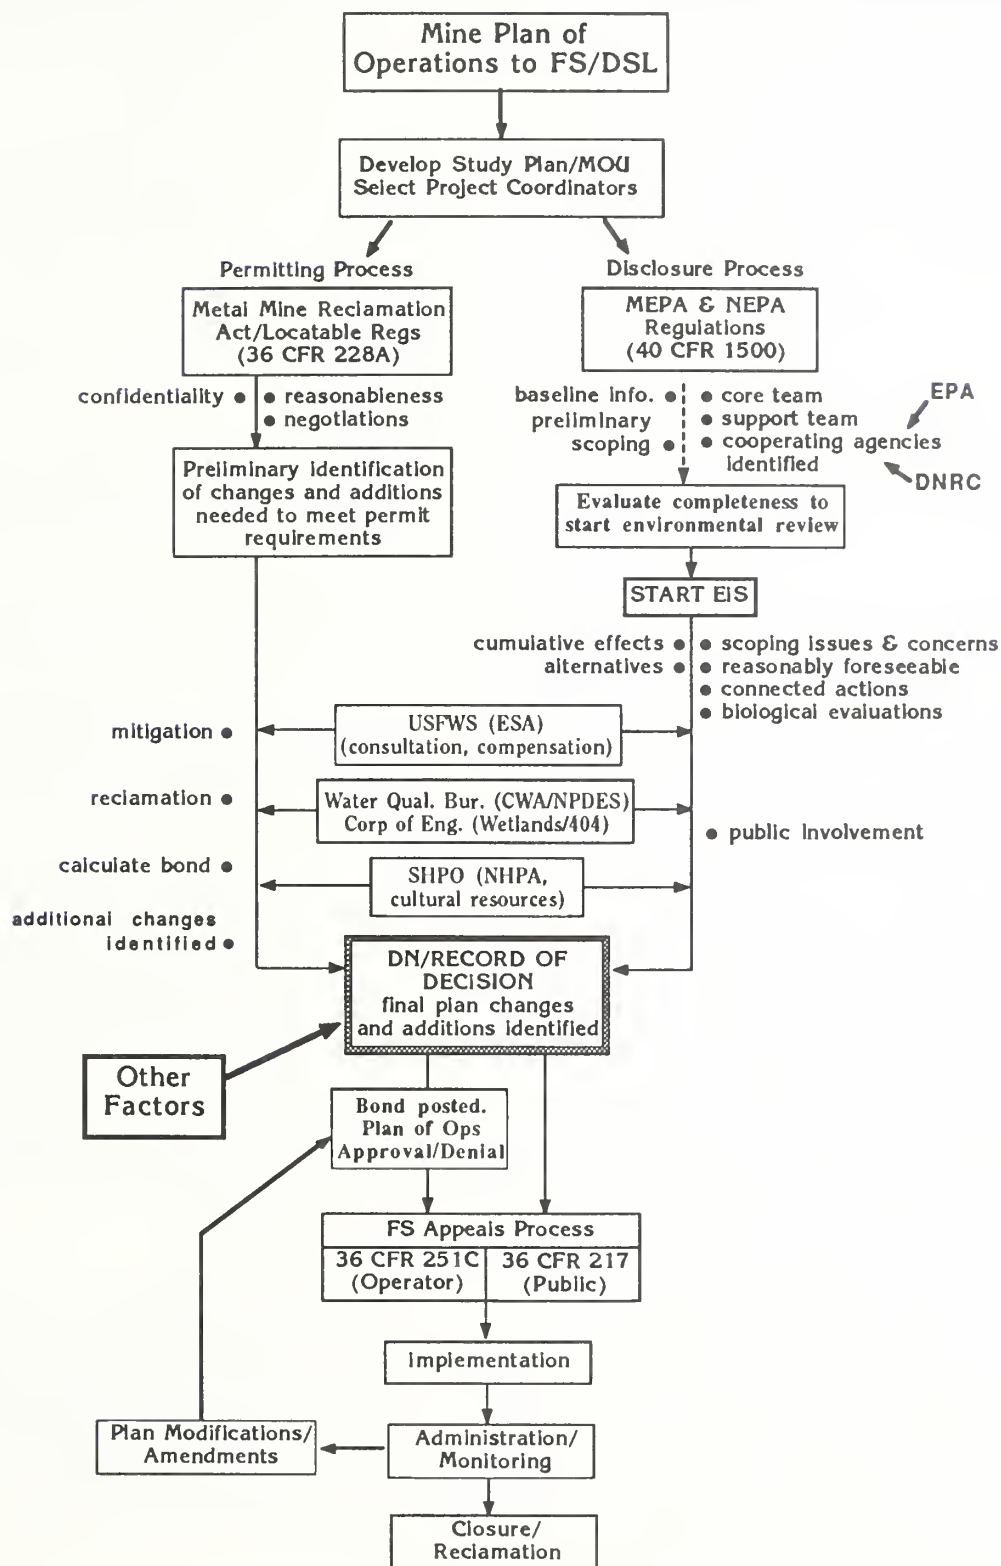 Mine Plan of
Operations to FS/DSL
Develop Study Plan/MOU
Select Project Coordinators
Permitting Process
Metal Mine Reclamation
Act/Locatable Regs
(36 CFR 228A)
confidentiality ● ● reasonableness
● negotiations
Preliminary identification
of changes and additions
needed to meet permit
requirements
Disclosure Process
MEPA & NEPA
Regulations
(40 CFR 1500)
baseline info. ● ● core team
preliminary ● support team
scoping ● ● cooperating agencies
identified
EPA
DNRC
Evaluate completeness to
start environmental review
START EIS
cumulative effects ● ● scoping issues & concerns
alternatives ● ● reasonably foreseeable
● connected actions
● biological evaluations
mitigation ●
USFWS (ESA)
(consultation, compensation)
reclamation ●
Water Qual. Bur. (CWA/NPDES)
Corp of Eng. (Wetlands/404)
● public involvement
calculate bond ●
SHPO (NHPA,
cultural resources)
additional changes
identified ●
DN/RECORD OF
DECISION
final plan changes
and additions identified
Other
Factors
Bond posted.
Plan of Ops
Approval/Denial
FS Appeals Process
36 CFR 251C
(Operator)
36 CFR 217
(Public)
Implementation
Plan Modifications/
Amendments
Administration/
Monitoring
Closure/
Reclamation